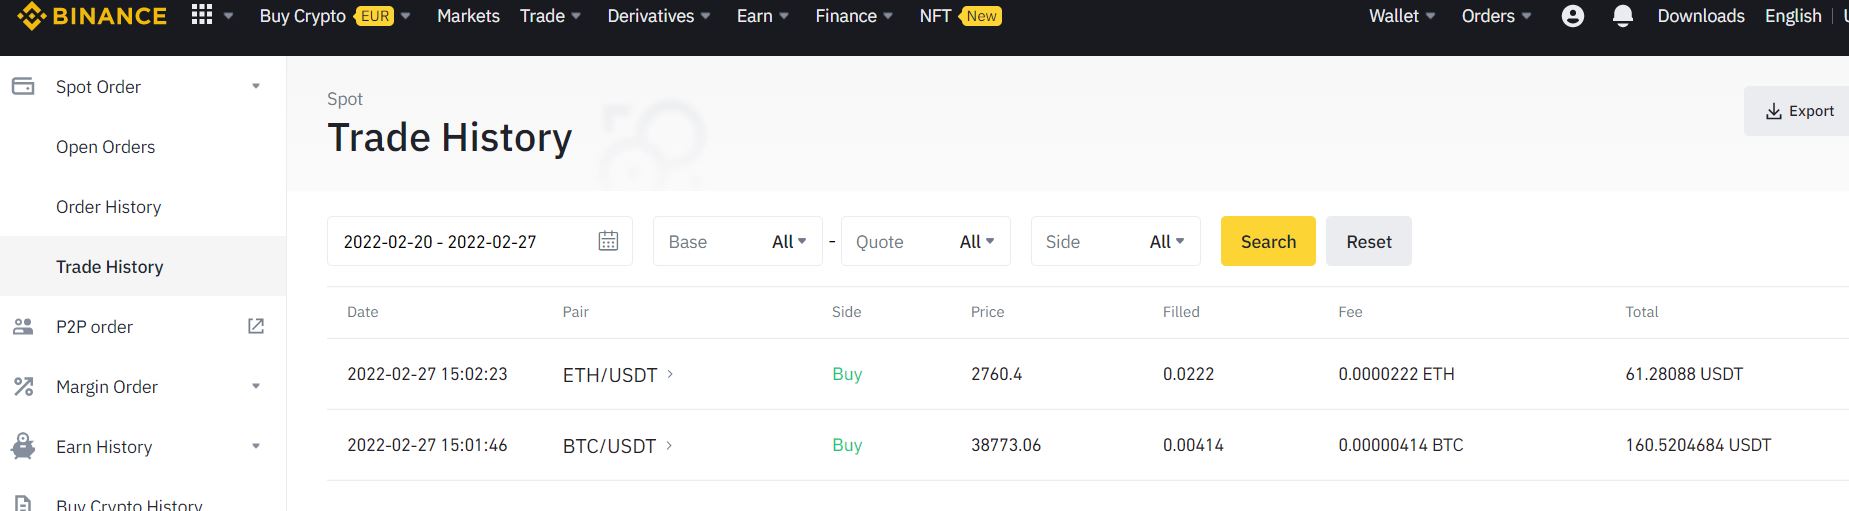 BINANCE Buy Crypto EUR Markets Trade Derivatives Earn Finance NFT New Wallet Orders Downloads English
Spot Order
Open Orders
Order History
Trade History
P2P order
Margin Order
Earn History
Buy Crypto History
Spot
Trade History
Export
2022-02-20 - 2022-02-27 Base All - Quote All Side All Search Reset
Date Pair Side Price Filled Fee Total
2022-02-27 15:02:23 ETH/USDT Buy 2760.4 0.0222 0.0000222 ETH 61.28088 USDT
2022-02-27 15:01:46 BTC/USDT Buy 38773.06 0.00414 0.00000414 BTC 160.5204684 USDT